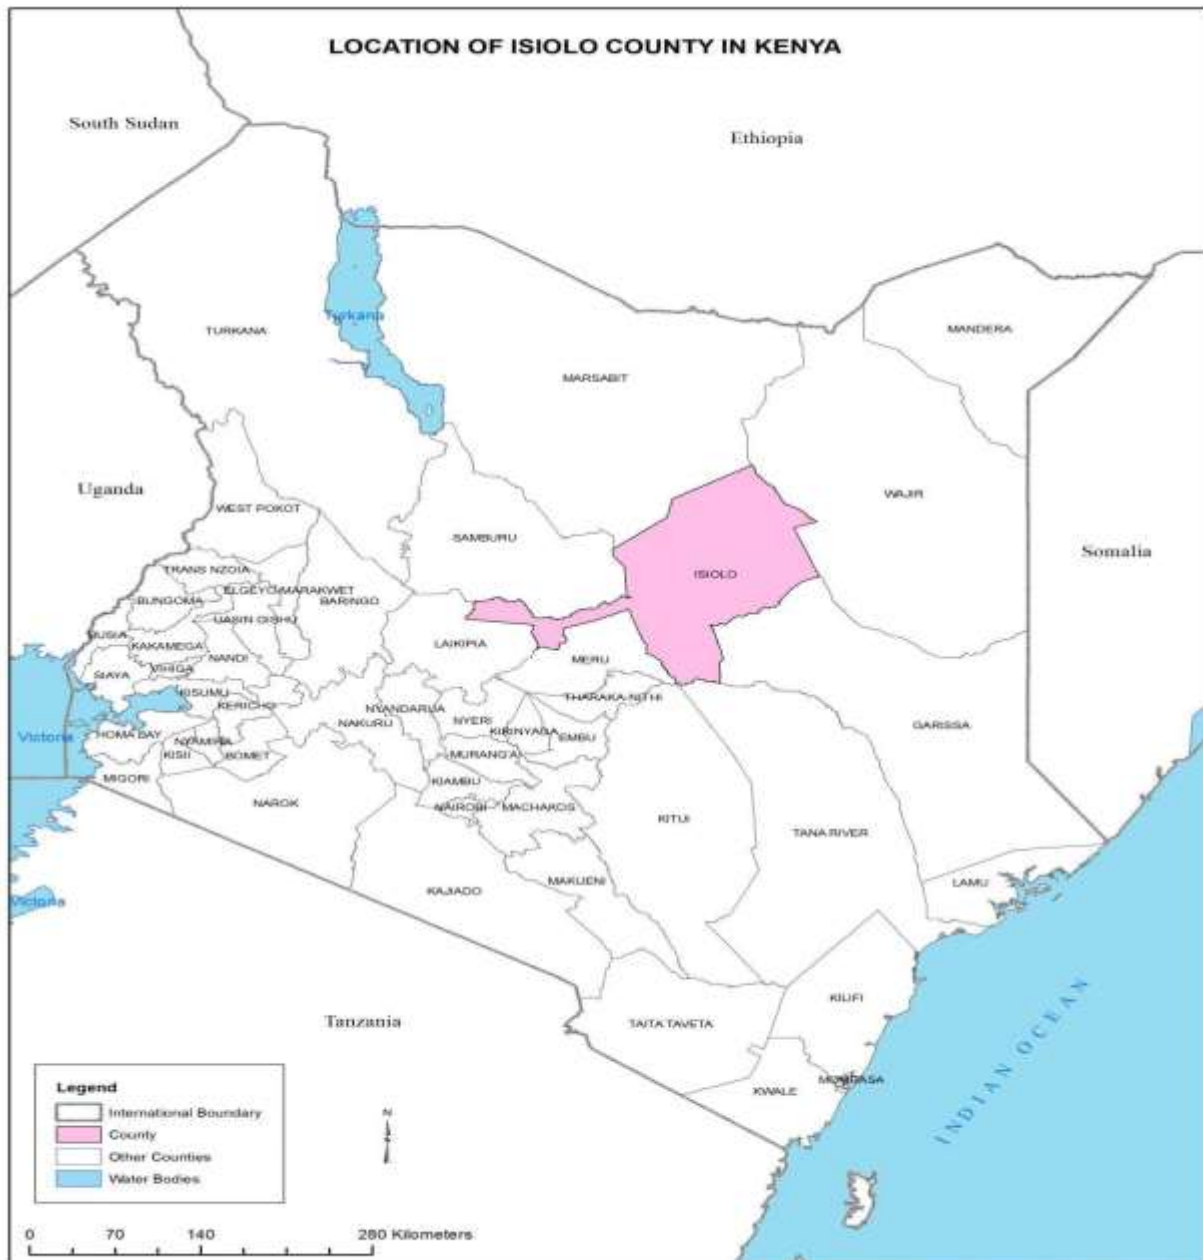 LOCATION OF ISIOLO COUNTY IN KENYA
South Sudan
Ethiopia
Turkana
TURKANA
MANDERA
MARSABIT
Uganda
WAJIR
WEST POKOT
SAMBURU
Somalia
TRANS NZOIA
ISIOLO
ELGEYO/MARAKWET
BUNGOMA
BARINGO
UASIN GISHU
BUSIA
KAKAMEGA
LAIKIPIA
NANDI
MERU
SIAYA
VIHIGA
KISUMU
THARAKA-NITHI
KERICHO
NYANDARUA
NYERI
NAKURU
GARISSA
KIRINYAGA
Victoria
HOMA BAY
NYAMIRA
EMBU
KISII
BOMET
MURANG'A
MIGORI
KIAMBU
NAROK
NAIROBI
MACHAKOS
KITUI
TANA RIVER
MAKUENI
LAMU
KAJIADO
Victoria
KILIFI
Tanzania
TAITA TAVETA
INDIAN OCEAN
MOMBASA
KWALE
Legend
International Boundary
County
Other Counties
Water Bodies
N
0 70 140 280 Kilometers